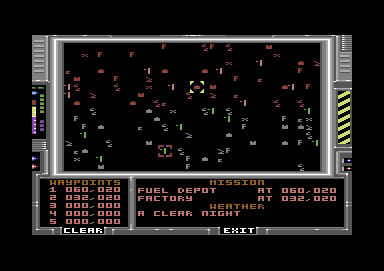 WAYPOINTS
1 060,020
2 032,020
3 000,000
4 000,000
5 000,000
CLEAR
MISSION
FUEL DEPOT AT 060,020
FACTORY AT 032,020
WEATHER
A CLEAR NIGHT
EXIT